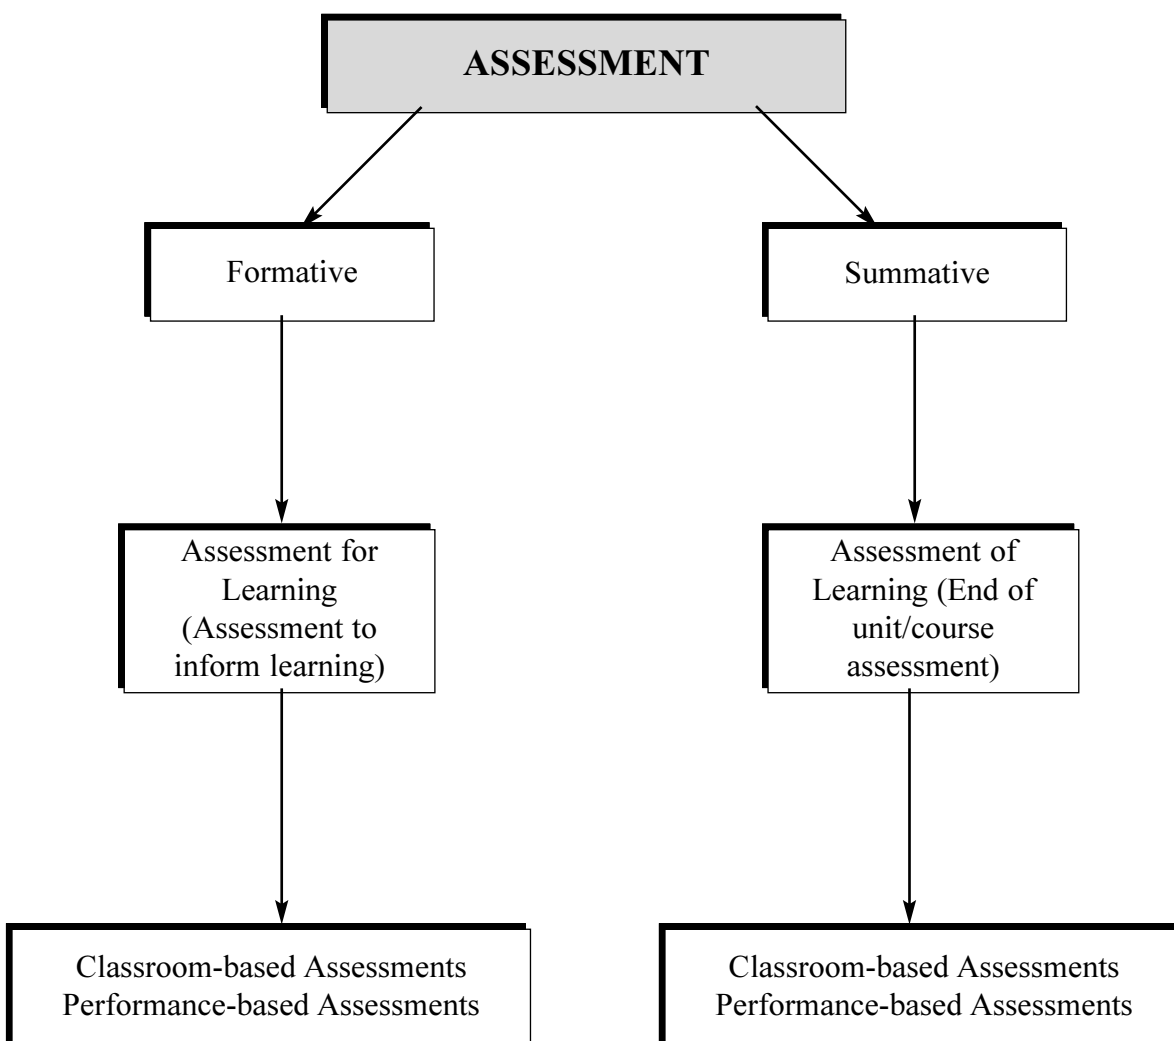 ASSESSMENT
Formative
Summative
Assessment for
Learning
(Assessment to
inform learning)
Assessment of
Learning (End of
unit/course
assessment)
Classroom-based Assessments
Performance-based Assessments
Classroom-based Assessments
Performance-based Assessments